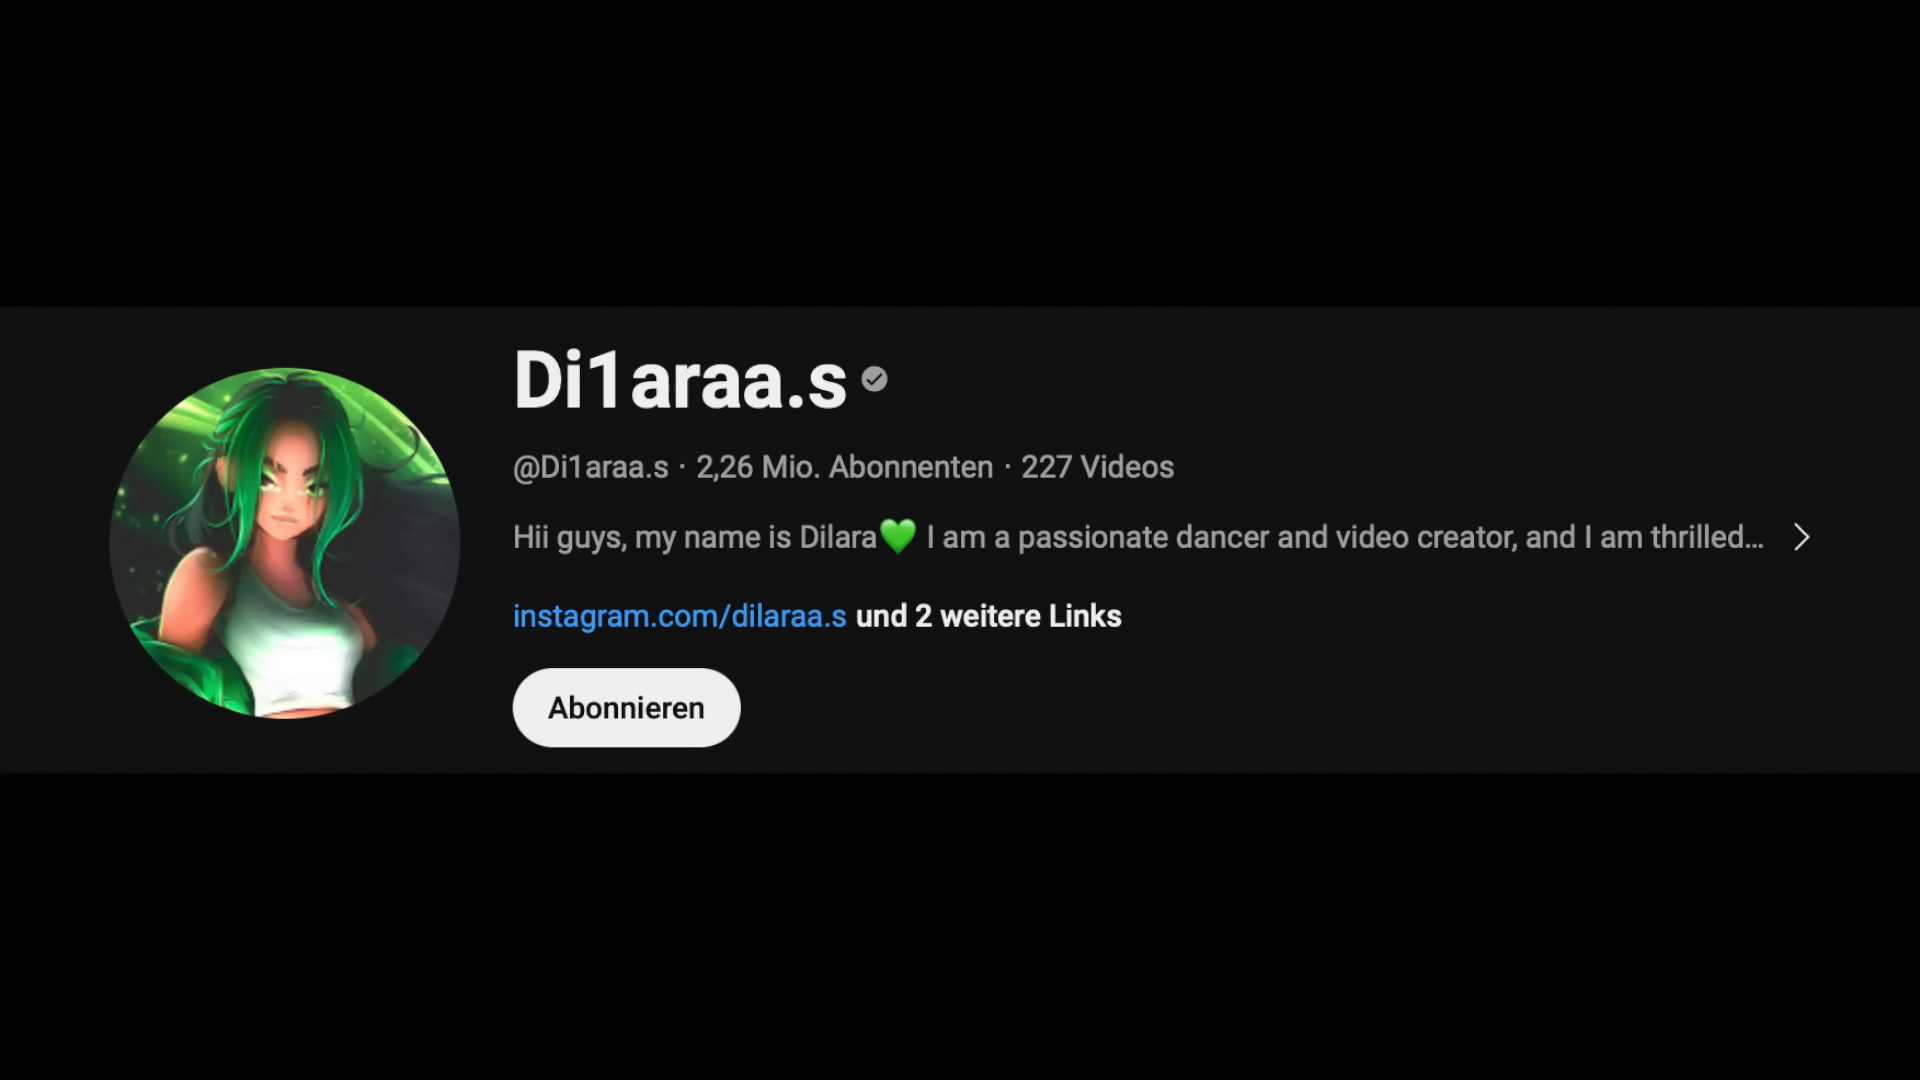 Di1araa.s
@Di1araa.s · 2,26 Mio. Abonnenten · 227 Videos
Hii guys, my name is Dilara💚 I am a passionate dancer and video creator, and I am thrilled...
instagram.com/dilaraa.s und 2 weitere Links
Abonnieren